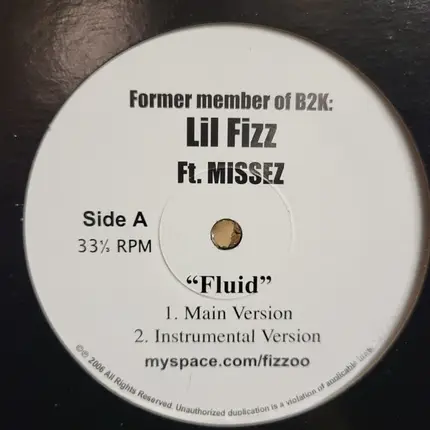 Former member of B2K:
Lil Fizz
Ft. MISSEZ
Side A
33⅓ RPM
“Fluid”
1. Main Version
2. Instrumental Version
myspace.com/fizzoo
©℗ 2006 All Rights Reserved. Unauthorized duplication is a violation of applicable laws.